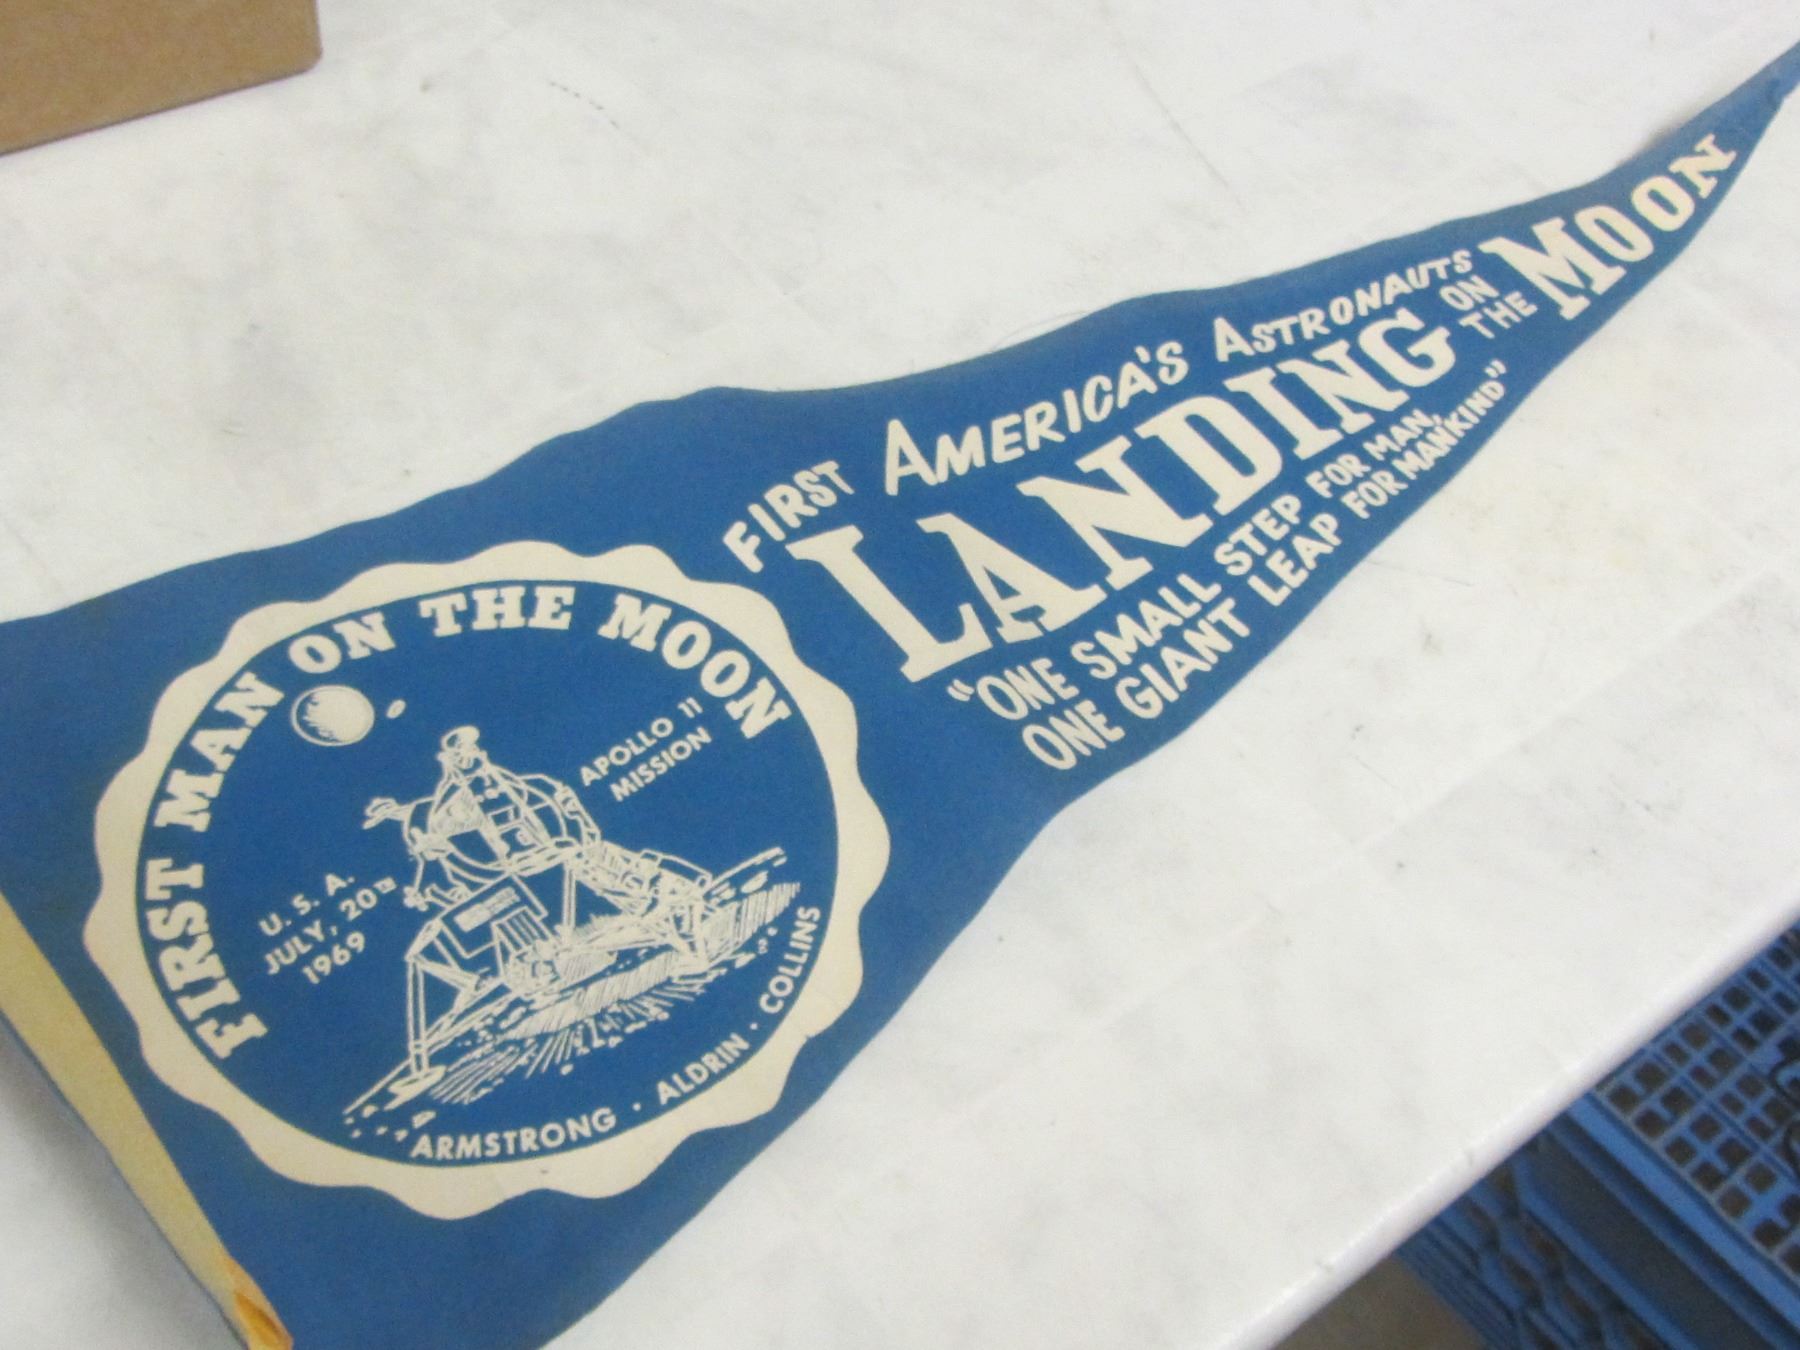 FIRST MAN ON THE MOON
APOLLO 11
MISSION
U. S. A.
JULY, 20TH
1969
ARMSTRONG · ALDRIN · COLLINS
FIRST AMERICA'S ASTRONAUTS
LANDING ON THE MOON
"ONE SMALL STEP FOR MAN,
ONE GIANT LEAP FOR MANKIND"